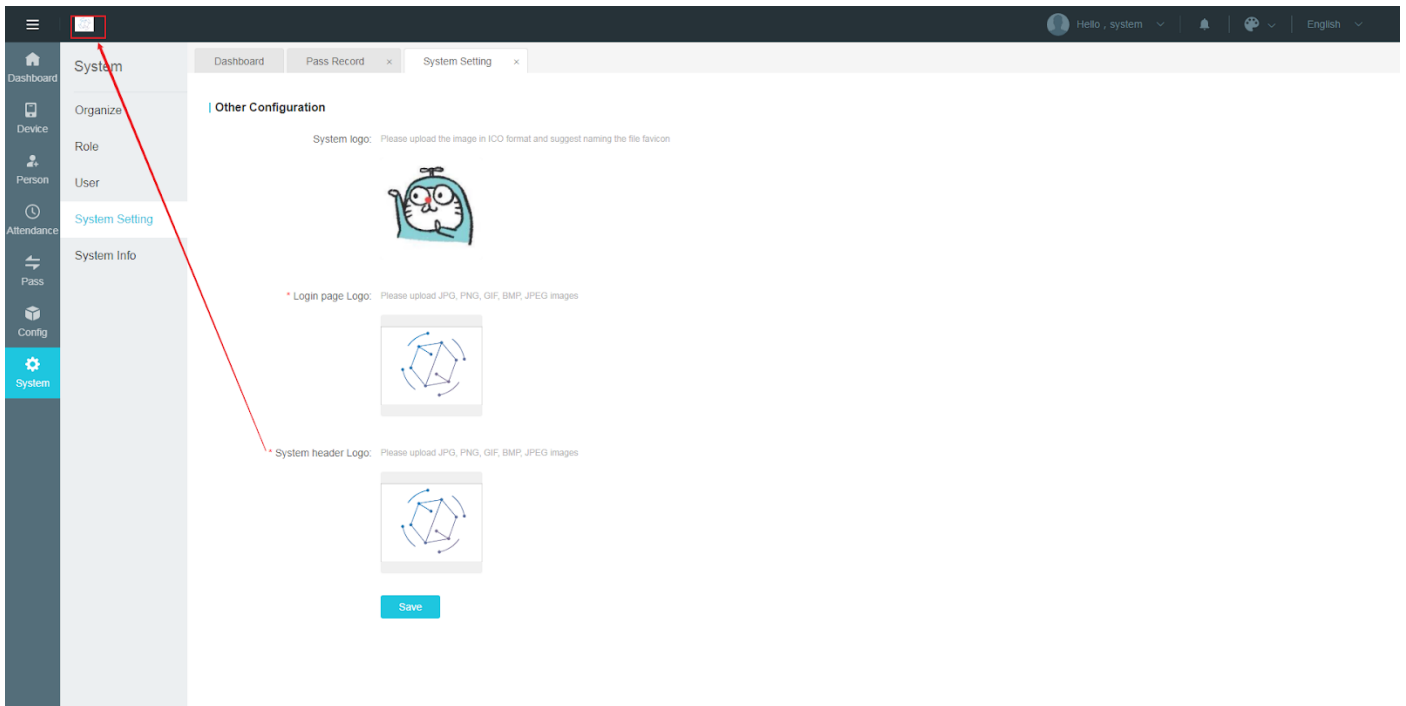 Hello , system
English
Dashboard
Device
Person
Attendance
Pass
Config
System
System
Organize
Role
User
System Setting
System Info
Dashboard
Pass Record ×
System Setting ×
| Other Configuration
System logo: Please upload the image in ICO format and suggest naming the file favicon
* Login page Logo: Please upload JPG, PNG, GIF, BMP, JPEG images
* System header Logo: Please upload JPG, PNG, GIF, BMP, JPEG images
Save